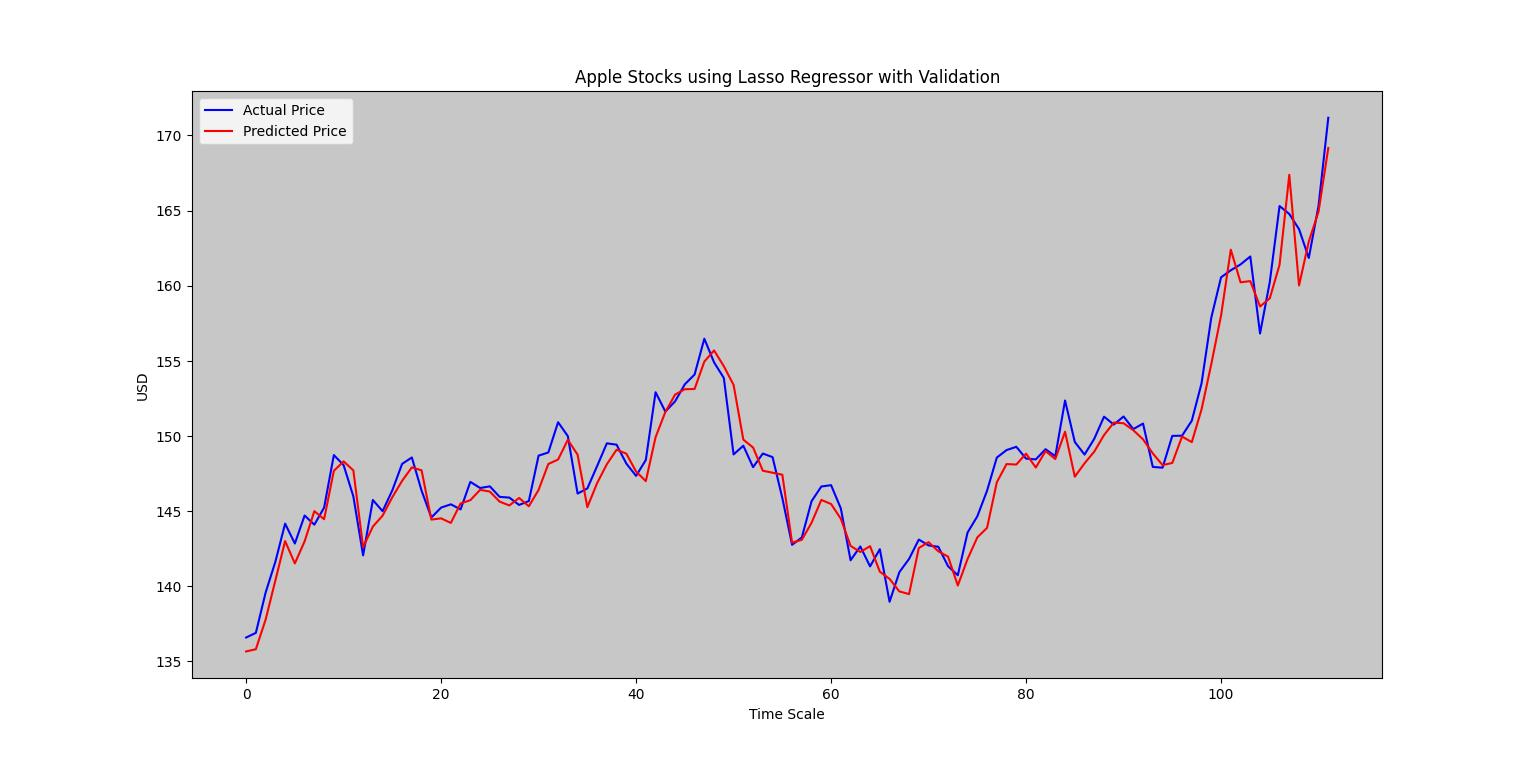 Apple Stocks using Lasso Regressor with Validation
Actual Price
Predicted Price
170
165
160
155
150
145
140
135
USD
0 20 40 60 80 100
Time Scale